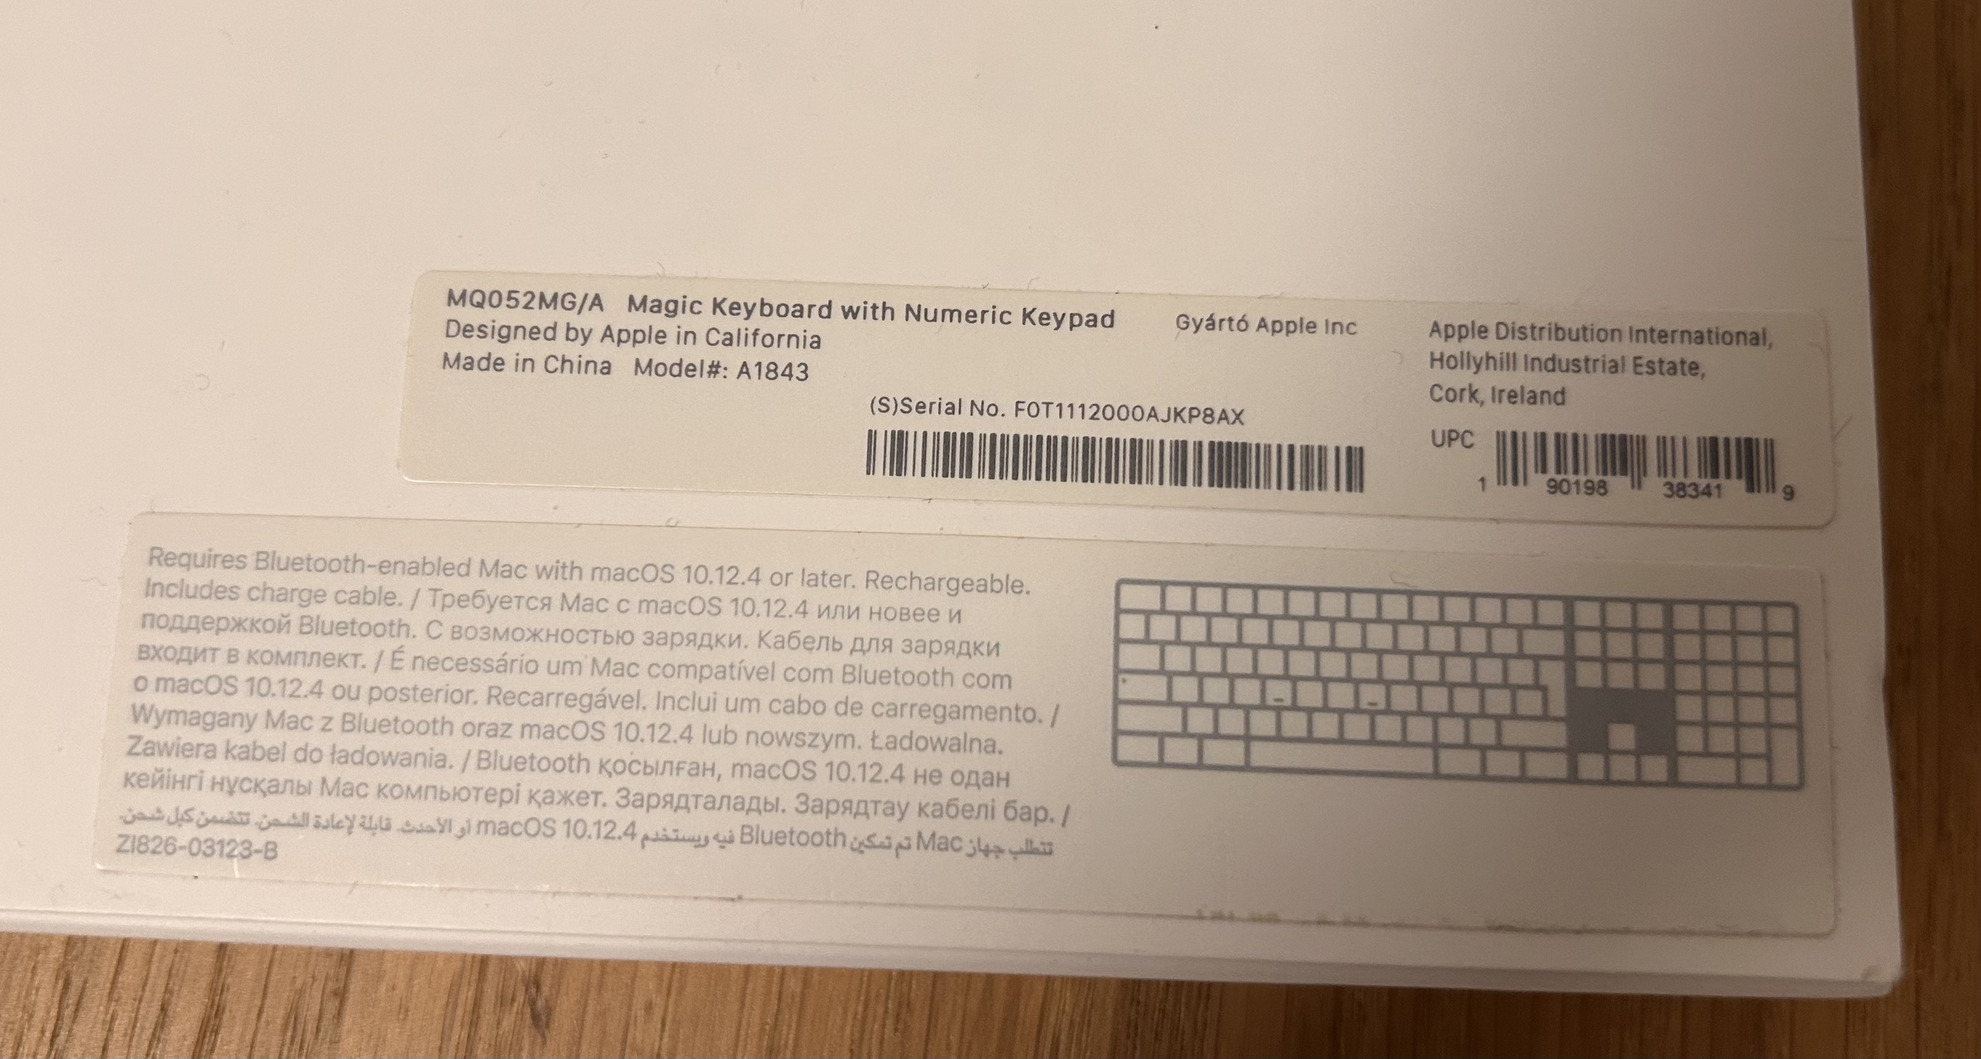 MQ052MG/A Magic Keyboard with Numeric Keypad
Designed by Apple in California
Made in China Model#: A1843
Gyártó Apple Inc
Apple Distribution International,
Hollyhill Industrial Estate,
Cork, Ireland
(S)Serial No. F0T1112000AJKP8AX
UPC
1 90198 38341 9
Requires Bluetooth-enabled Mac with macOS 10.12.4 or later. Rechargeable.
Includes charge cable. / Требуется Mac с macOS 10.12.4 или новее и
поддержкой Bluetooth. С возможностью зарядки. Кабель для зарядки
входит в комплект. / É necessário um Mac compatível com Bluetooth com
o macOS 10.12.4 ou posterior. Recarregável. Inclui um cabo de carregamento. /
Wymagany Mac z Bluetooth oraz macOS 10.12.4 lub nowszym. Ładowalna.
Zawiera kabel do ładowania. / Bluetooth қосылған, macOS 10.12.4 не одан
кейінгі нұсқалы Mac компьютері қажет. Зарядталады. Зарядтау кабелі бар. /
تتطلب جهاز Mac تم تمكين Bluetooth فيه ويستخدم macOS 10.12.4 أو الأحدث. قابلة لإعادة الشحن. تتضمن كبل شحن.
ZI826-03123-B